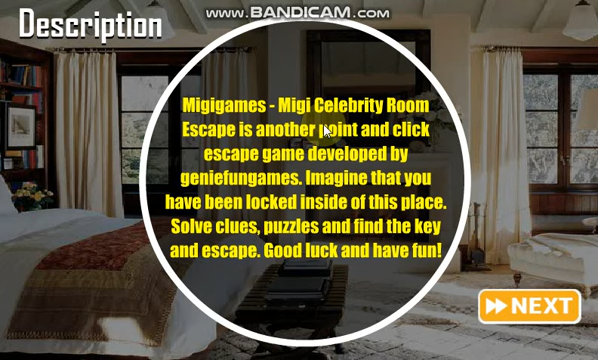 www.BANDICAM.com
Description
Migigames - Migi Celebrity Room
Escape is another point and click
escape game developed by
geniefungames. Imagine that you
have been locked inside of this place.
Solve clues, puzzles and find the key
and escape. Good luck and have fun!
NEXT